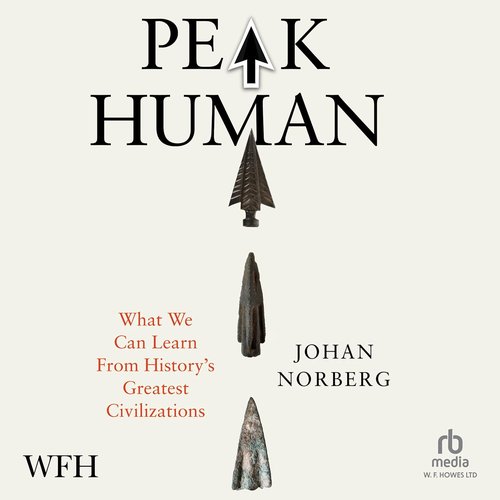 PEAK
HUMAN
What We
Can Learn
From History's
Greatest
Civilizations
JOHAN
NORBERG
WFH
rb
media
W. F. HOWES LTD